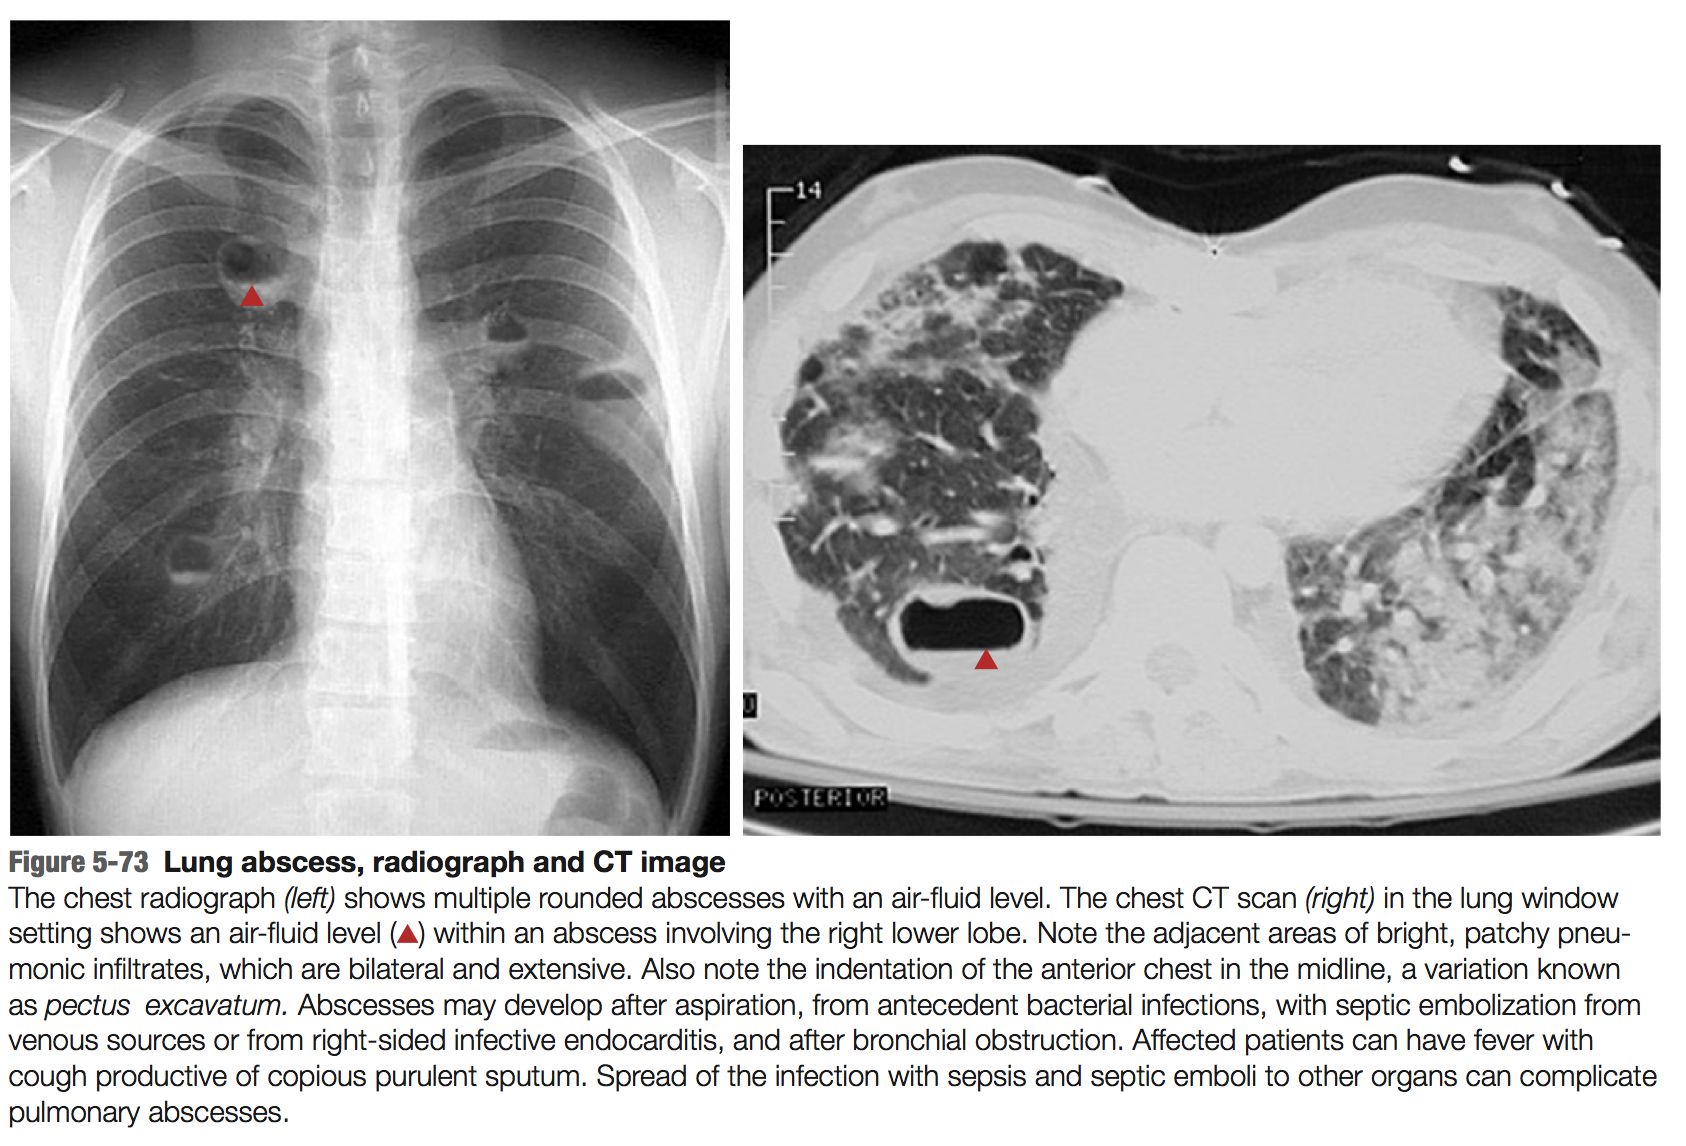 14
POSTERIOR
Figure 5-73 Lung abscess, radiograph and CT image
The chest radiograph (left) shows multiple rounded abscesses with an air-fluid level. The chest CT scan (right) in the lung window
setting shows an air-fluid level (▲) within an abscess involving the right lower lobe. Note the adjacent areas of bright, patchy pneu-
monic infiltrates, which are bilateral and extensive. Also note the indentation of the anterior chest in the midline, a variation known
as pectus excavatum. Abscesses may develop after aspiration, from antecedent bacterial infections, with septic embolization from
venous sources or from right-sided infective endocarditis, and after bronchial obstruction. Affected patients can have fever with
cough productive of copious purulent sputum. Spread of the infection with sepsis and septic emboli to other organs can complicate
pulmonary abscesses.